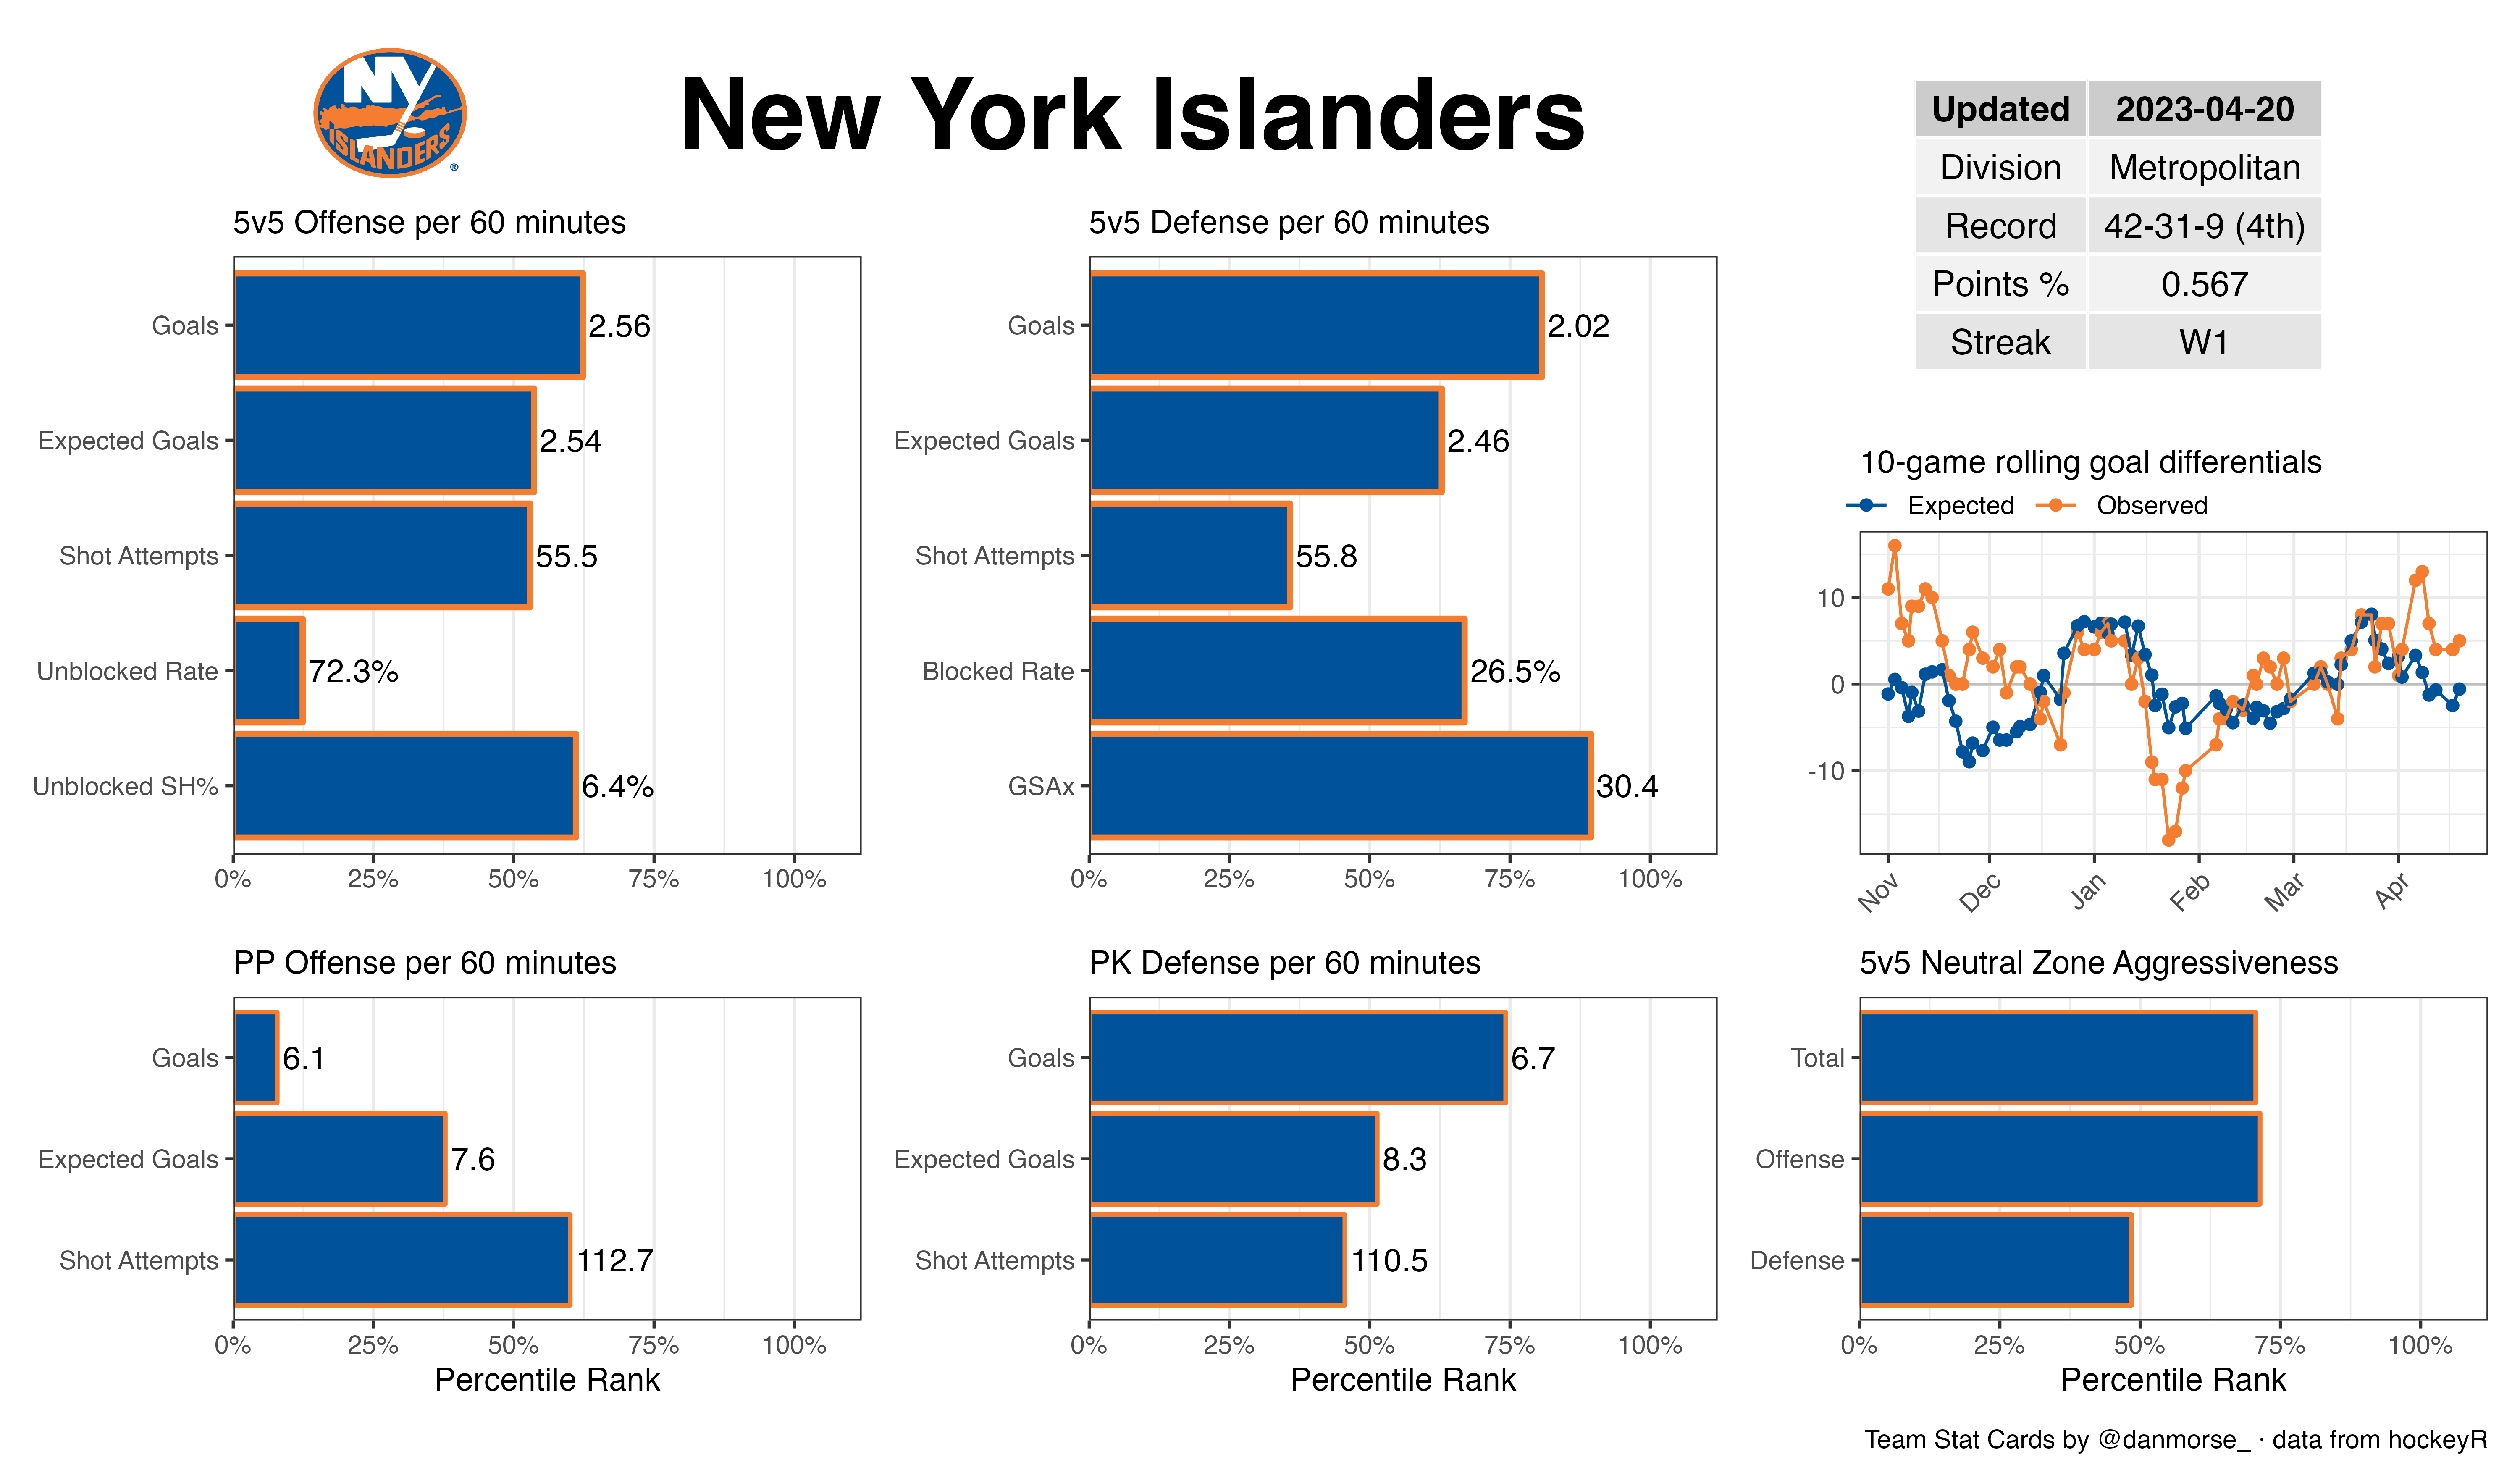 NY
ISLANDERS
®
New York Islanders
Updated 2023-04-20
Division Metropolitan
Record 42-31-9 (4th)
Points % 0.567
Streak W1
5v5 Offense per 60 minutes
Goals 2.56
Expected Goals 2.54
Shot Attempts 55.5
Unblocked Rate 72.3%
Unblocked SH% 6.4%
0% 25% 50% 75% 100%
5v5 Defense per 60 minutes
Goals 2.02
Expected Goals 2.46
Shot Attempts 55.8
Blocked Rate 26.5%
GSAx 30.4
0% 25% 50% 75% 100%
10-game rolling goal differentials
Expected Observed
10
0
-10
Nov Dec Jan Feb Mar Apr
PP Offense per 60 minutes
Goals 6.1
Expected Goals 7.6
Shot Attempts 112.7
0% 25% 50% 75% 100%
Percentile Rank
PK Defense per 60 minutes
Goals 6.7
Expected Goals 8.3
Shot Attempts 110.5
0% 25% 50% 75% 100%
Percentile Rank
5v5 Neutral Zone Aggressiveness
Total
Offense
Defense
0% 25% 50% 75% 100%
Percentile Rank
Team Stat Cards by @danmorse_ · data from hockeyR